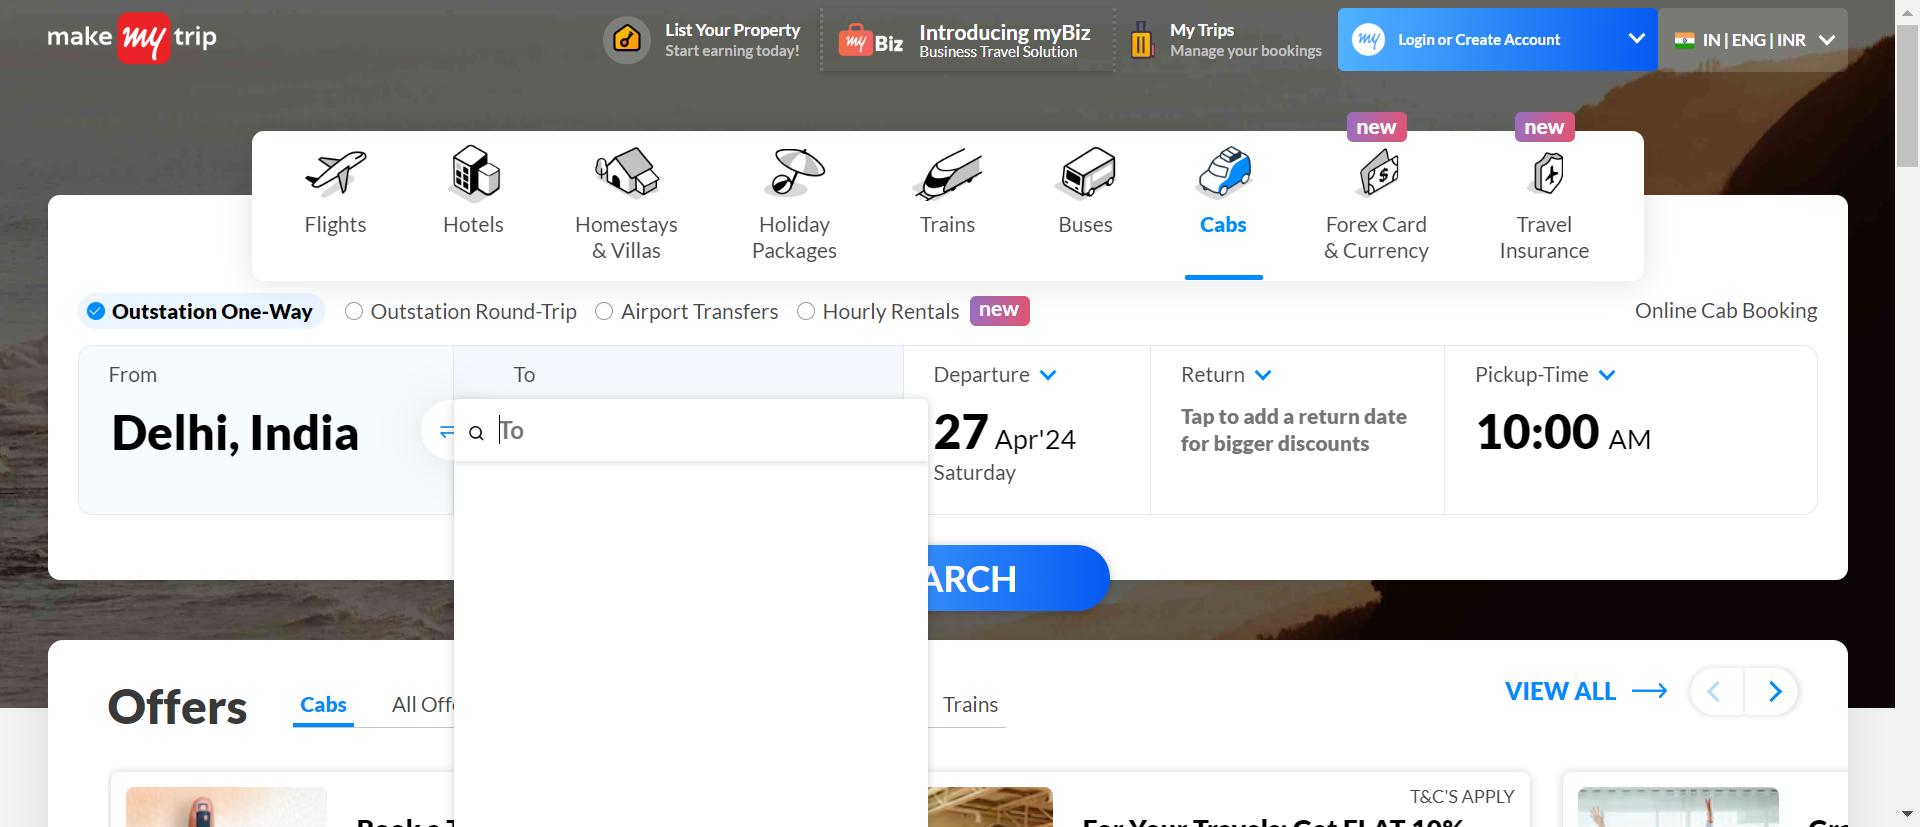 make my trip
List Your Property
Start earning today!
my Biz
Introducing myBiz
Business Travel Solution
My Trips
Manage your bookings
my
Login or Create Account
IN | ENG | INR
new
new
Flights
Hotels
Homestays
& Villas
Holiday
Packages
Trains
Buses
Cabs
Forex Card
& Currency
Travel
Insurance
Outstation One-Way
Outstation Round-Trip
Airport Transfers
Hourly Rentals
new
Online Cab Booking
From
Delhi, India
To
To
Departure
27 Apr'24
Saturday
Return
Tap to add a return date
for bigger discounts
Pickup-Time
10:00 AM
ARCH
Offers
Cabs
All Offe
Trains
VIEW ALL
T&C'S APPLY
Book a T
For Your Travels: Get FLAT 10%